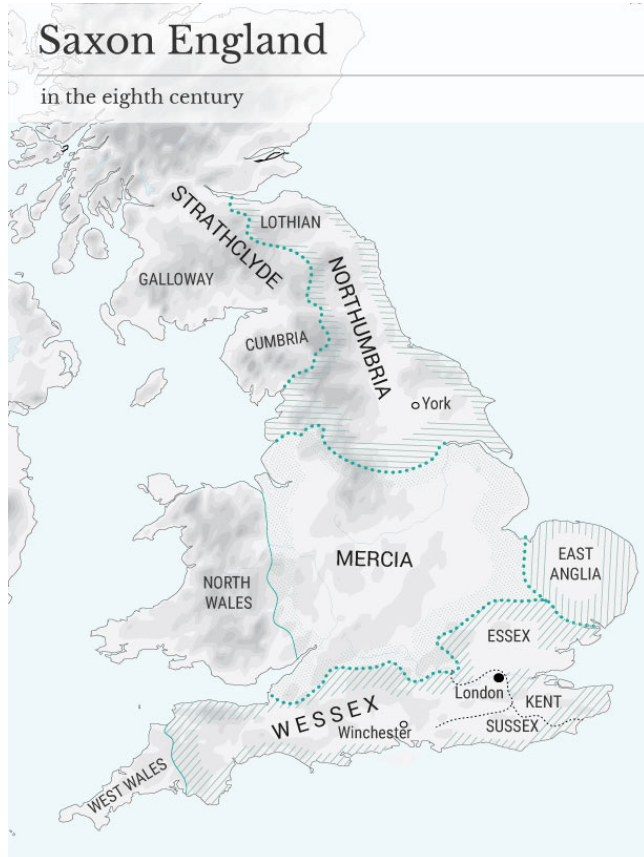 Saxon England
in the eighth century
STRATHCLYDE
LOTHIAN
GALLOWAY
NORTHUMBRIA
CUMBRIA
York
MERCIA
EAST
ANGLIA
NORTH
WALES
ESSEX
London
KENT
WESSEX
SUSSEX
Winchester
WEST WALES